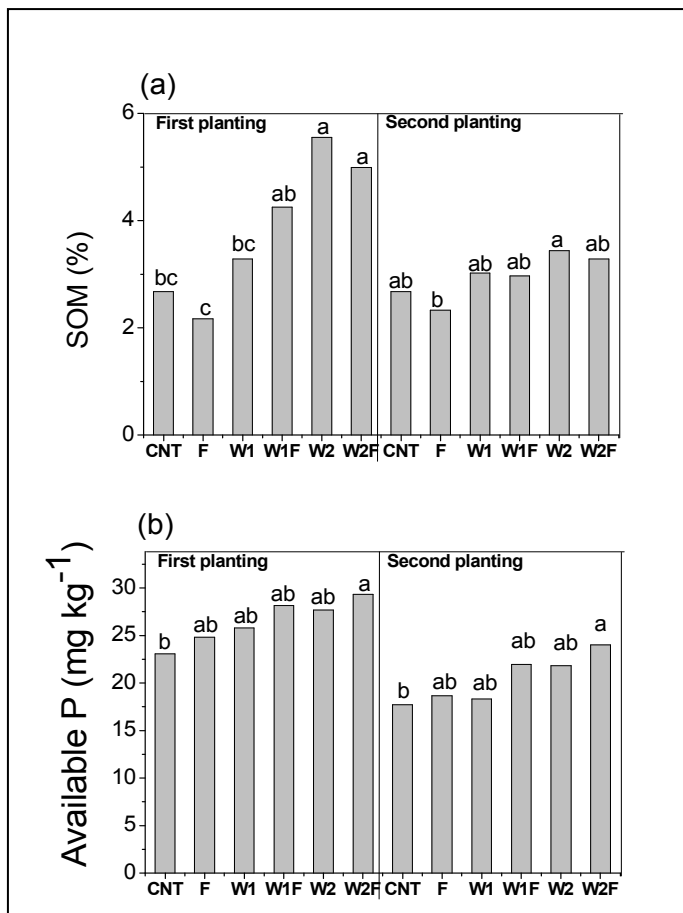 (a)
First planting Second planting
SOM (%)
6
4
2
0
bc c bc ab a a ab b ab ab a ab
CNT F W1 W1F W2 W2F CNT F W1 W1F W2 W2F
(b)
First planting Second planting
Available P (mg kg⁻¹)
30
25
20
15
10
5
0
b ab ab ab ab a b ab ab ab ab a
CNT F W1 W1F W2 W2F CNT F W1 W1F W2 W2F